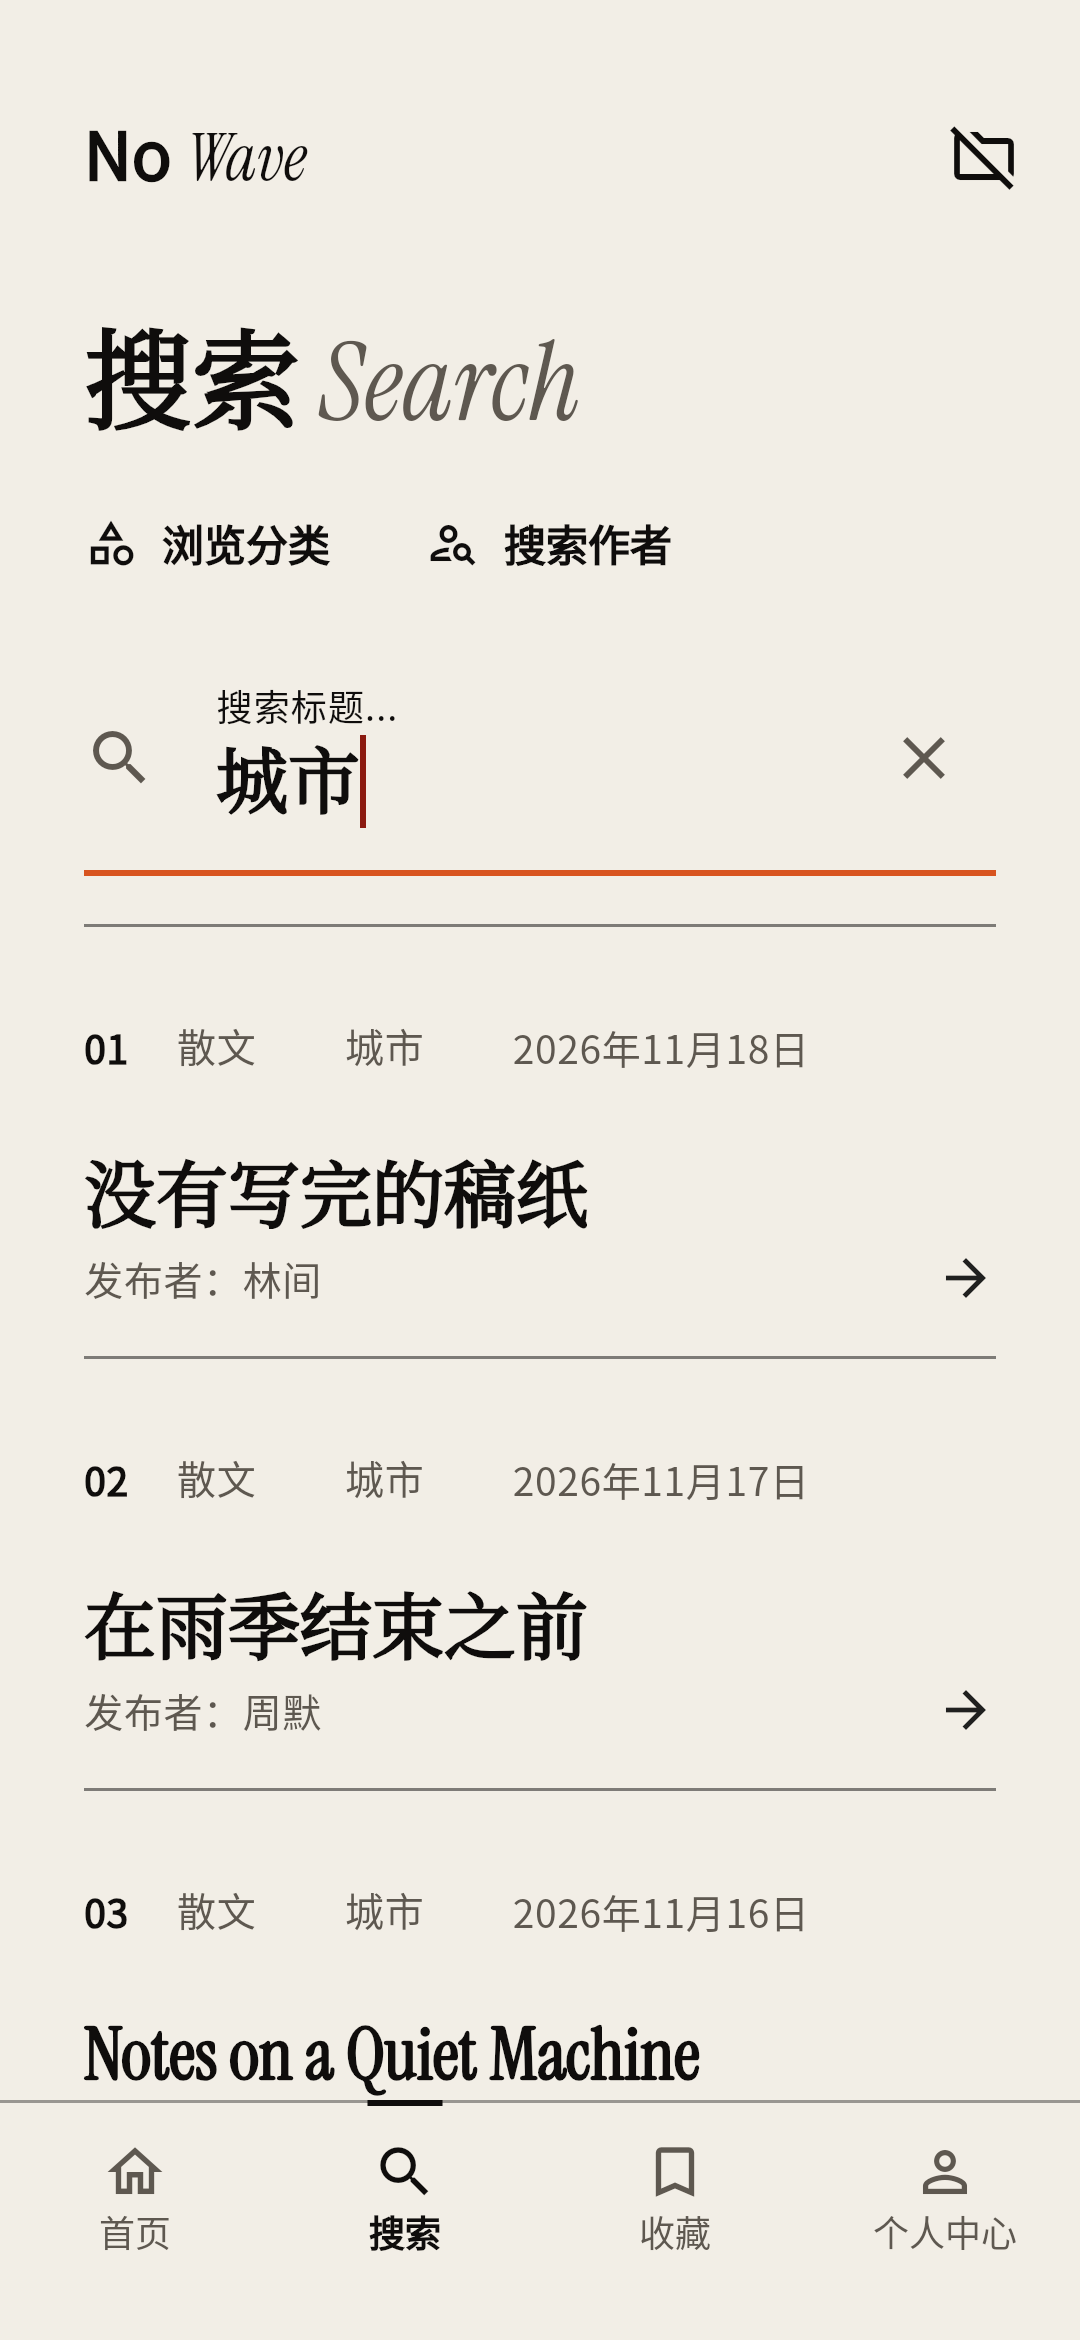 No Wave
搜索 Search
浏览分类 搜索作者
搜索标题...
城市
01 散文 城市 2026年11月18日
没有写完的稿纸
发布者：林间
02 散文 城市 2026年11月17日
在雨季结束之前
发布者：周默
03 散文 城市 2026年11月16日
Notes on a Quiet Machine
首页 搜索 收藏 个人中心